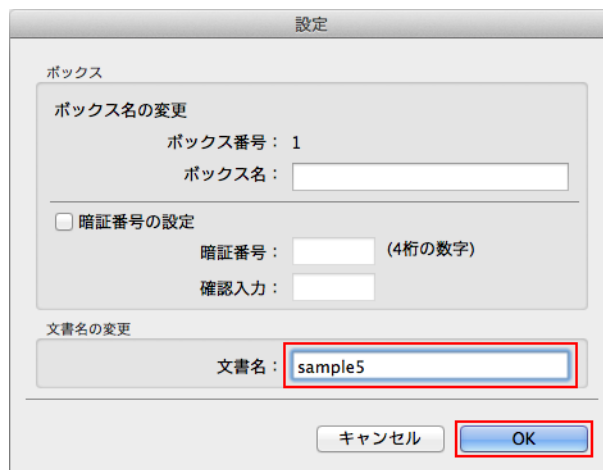 設定
ボックス
ボックス名の変更
ボックス番号： 1
ボックス名：
暗証番号の設定
暗証番号： (4桁の数字)
確認入力：
文書名の変更
文書名： sample5
キャンセル OK